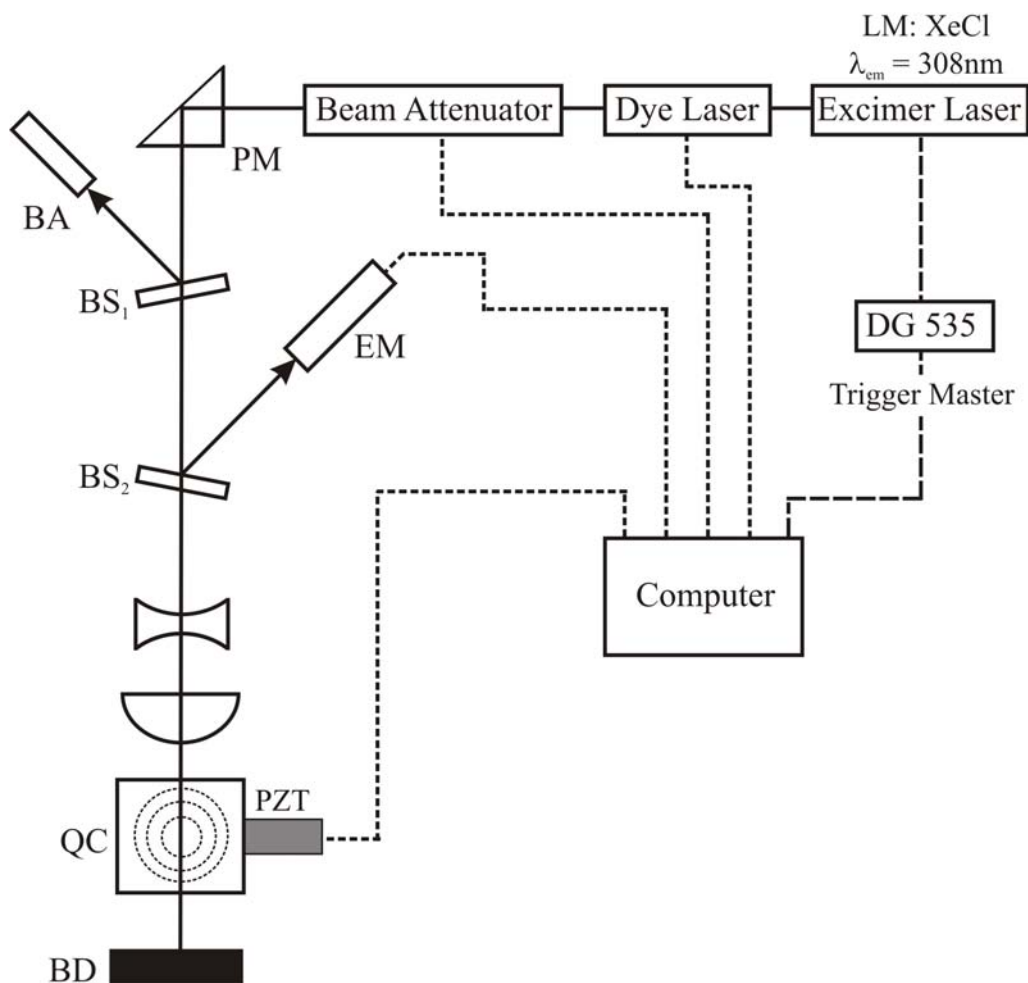 LM: XeCl
λem = 308nm
Beam Attenuator
Dye Laser
Excimer Laser
PM
BA
BS1
EM
DG 535
Trigger Master
BS2
Computer
PZT
QC
BD